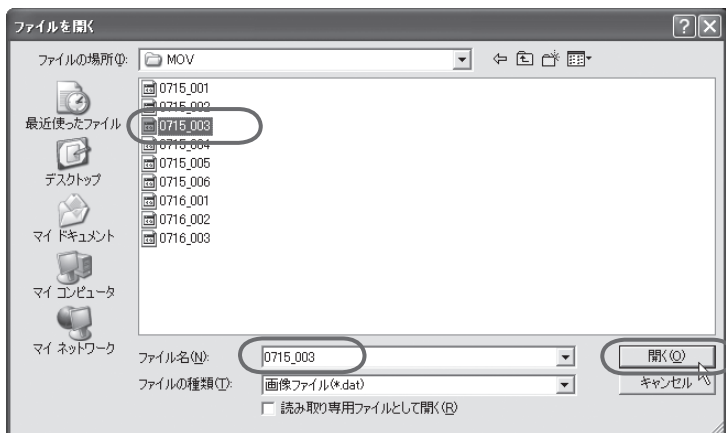 ファイルを開く
ファイルの場所(I): MOV
最近使ったファイル
デスクトップ
マイ ドキュメント
マイ コンピュータ
マイ ネットワーク
0715_001
0715_002
0715_003
0715_004
0715_005
0715_006
0716_001
0716_002
0716_003
ファイル名(N): 0715_003 開く(O)
ファイルの種類(T): 画像ファイル(*.dat) キャンセル
読み取り専用ファイルとして開く(R)